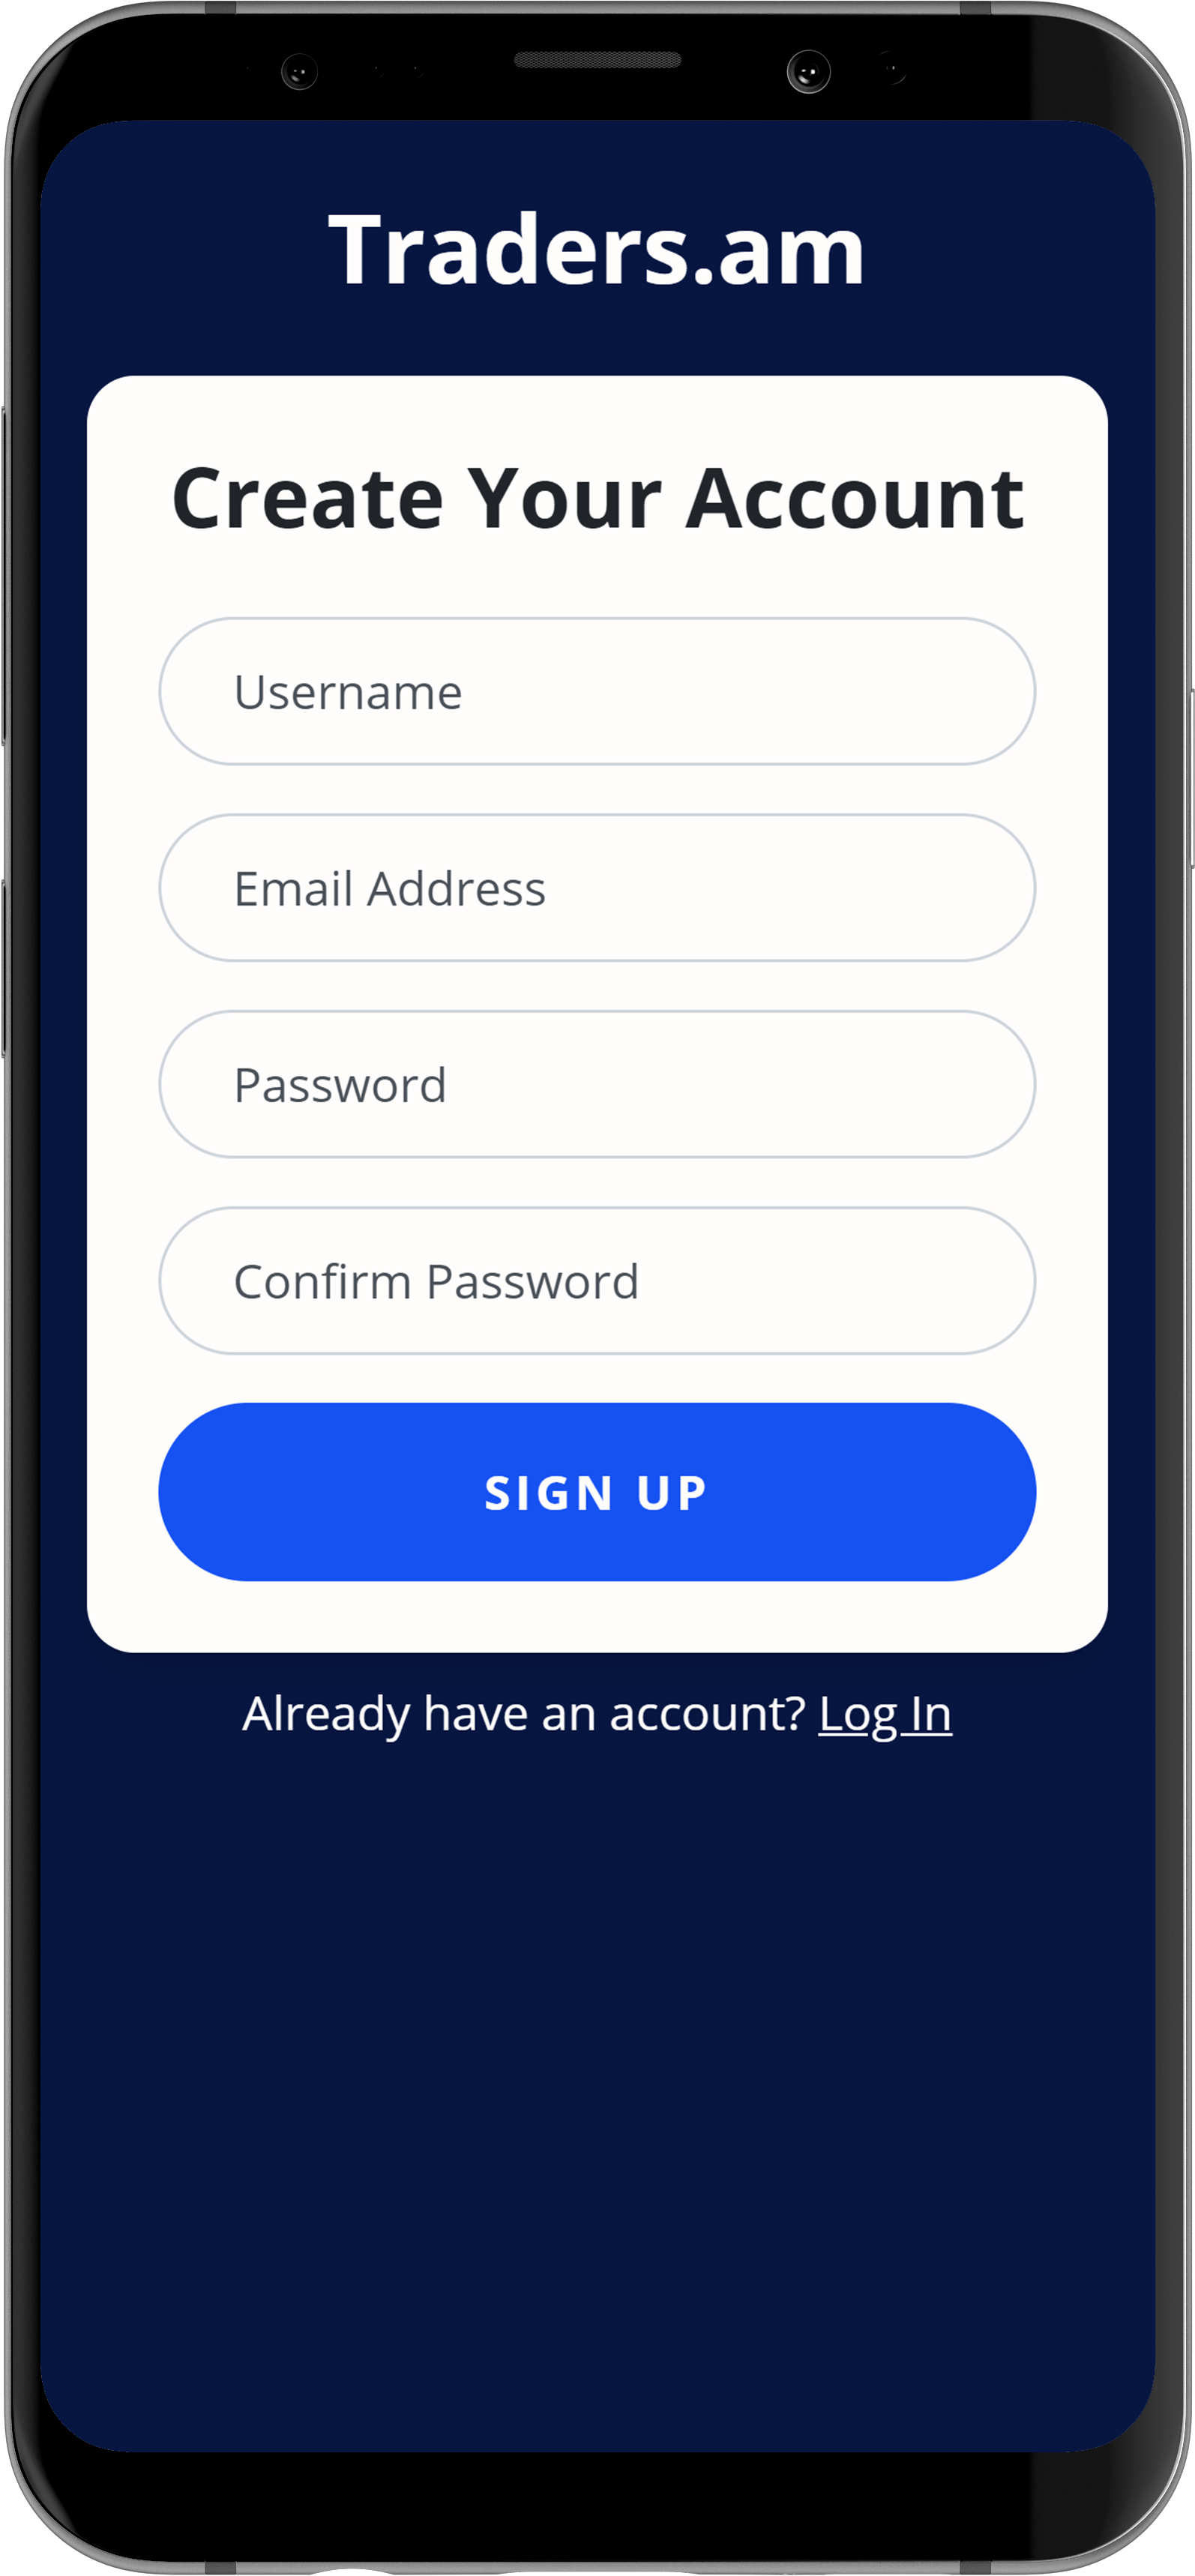 Traders.am
Create Your Account
Username
Email Address
Password
Confirm Password
SIGN UP
Already have an account? Log In